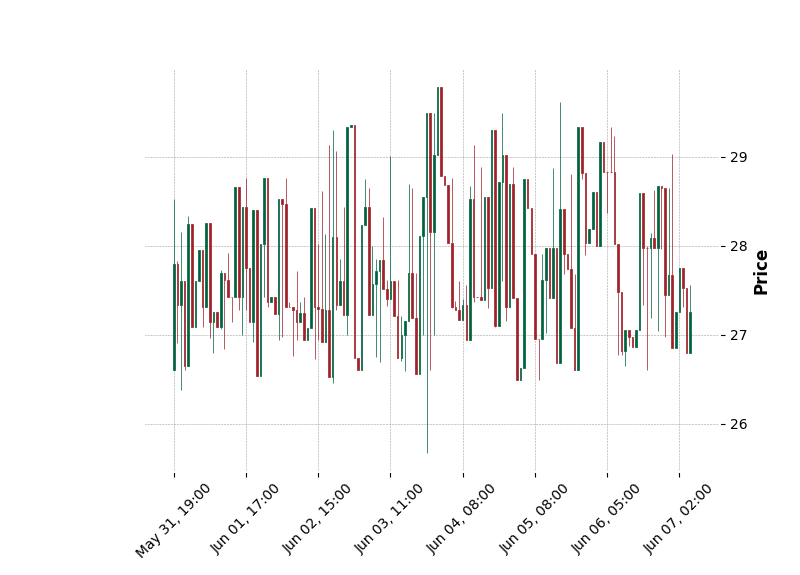 29
28
27
26
Price
May 31, 19:00
Jun 01, 17:00
Jun 02, 15:00
Jun 03, 11:00
Jun 04, 08:00
Jun 05, 08:00
Jun 06, 05:00
Jun 07, 02:00